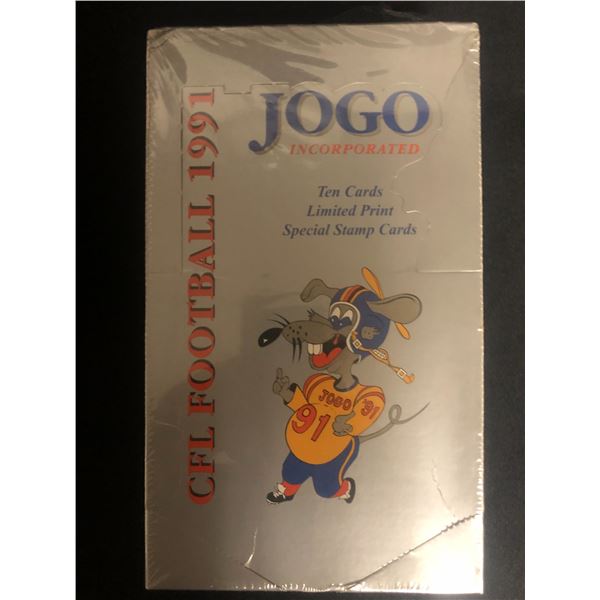 CFL FOOTBALL 1991
JOGO
INCORPORATED
Ten Cards
Limited Print
Special Stamp Cards
JOGO '91
91